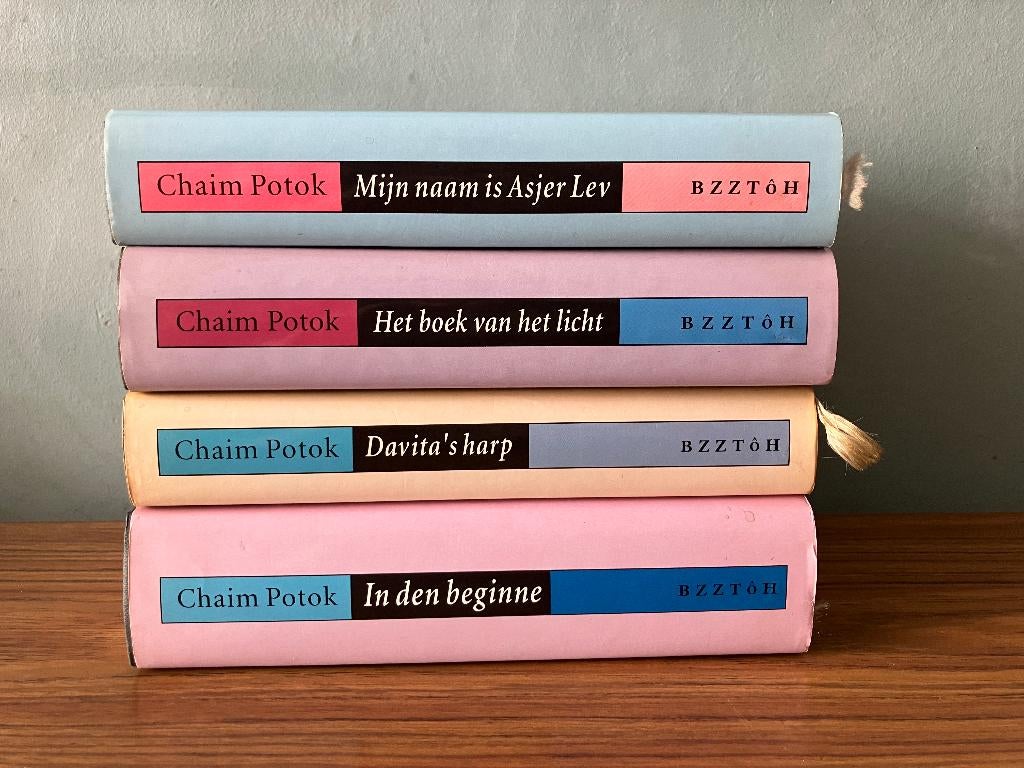 Chaim Potok Mijn naam is Asjer Lev BZZTôH
Chaim Potok Het boek van het licht BZZTôH
Chaim Potok Davita's harp BZZTôH
Chaim Potok In den beginne BZZTôH